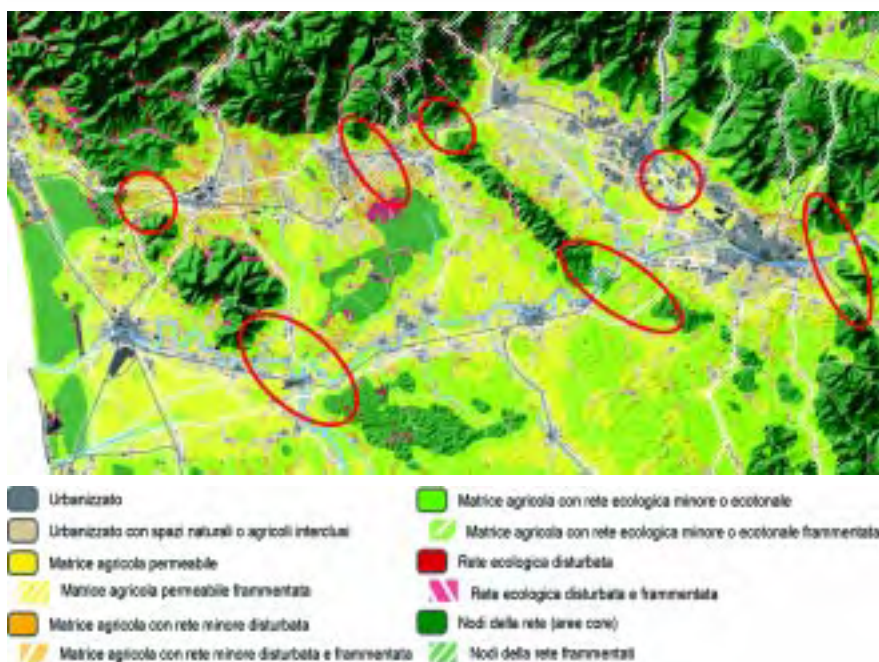 Urbanizzato
Urbanizzato con spazi naturali o agricoli interclusi
Matrice agricola permeabile
Matrice agricola permeabile frammentata
Matrice agricola con rete minore disturbata
Matrice agricola con rete minore disturbata e frammentata
Matrice agricola con rete ecologica minore o ecotonale
Matrice agricola con rete ecologica minore o ecotonale frammentata
Rete ecologica disturbata
Rete ecologica disturbata e frammentata
Nodi della rete (aree core)
Nodi della rete frammentati